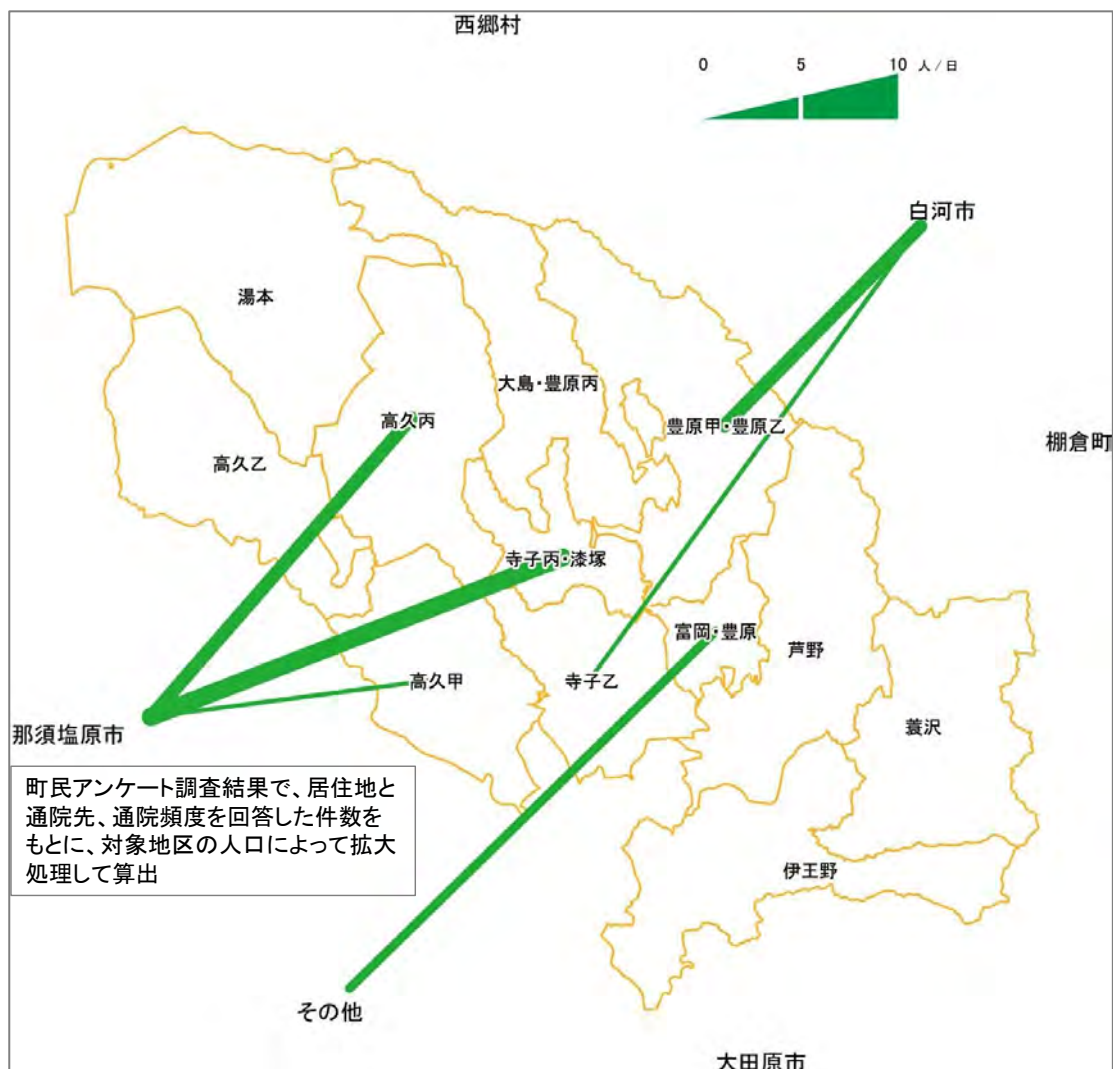 西郷村
0 5 10 人/日
白河市
湯本
大島・豊原丙
高久丙
豊原甲・豊原乙
棚倉町
高久乙
寺子丙・漆塚
富岡・豊原
芦野
高久甲
寺子乙
那須塩原市
蓑沢
町民アンケート調査結果で、居住地と
通院先、通院頻度を回答した件数を
もとに、対象地区の人口によって拡大
処理して算出
伊王野
その他
大田原市